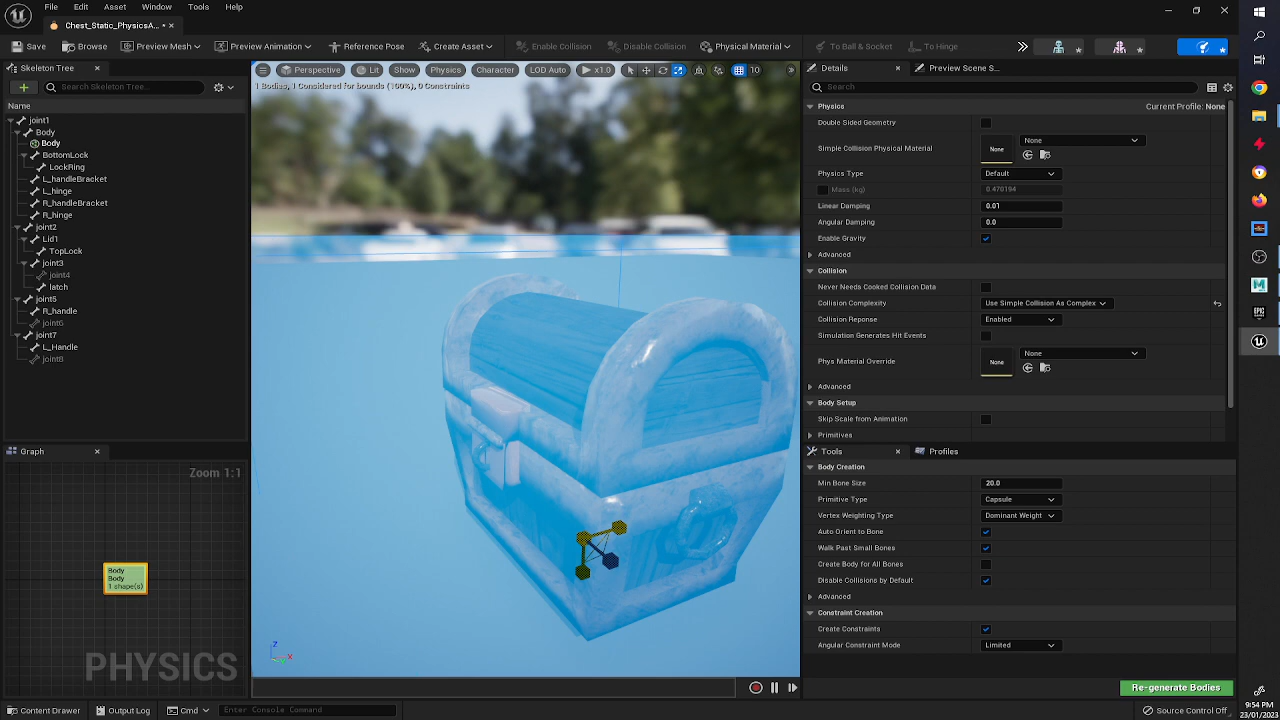 File Edit Asset Window Tools Help
Chest_Static_PhysicsA... *
Save Browse Preview Mesh Preview Animation Reference Pose Create Asset Enable Collision Disable Collision Physical Material To Ball & Socket To Hinge
Skeleton Tree
Search Skeleton Tree...
Name
joint1
Body
Body
BottomLock
LockRing
L_handleBracket
L_hinge
R_handleBracket
R_hinge
joint2
Lid1
TopLock
joint3
joint4
latch
joint5
R_handle
joint6
joint7
L_Handle
joint8
Graph
Zoom 1:1
Body
Body
1 shape(s)
PHYSICS
Perspective Lit Show Physics Character LOD Auto x1.0 10
1 Bodies, 1 Considered for bounds (100%), 0 Constraints
Z
X
Details Preview Scene S...
Search
Physics Current Profile: None
Double Sided Geometry
Simple Collision Physical Material None None
Physics Type Default
Mass (kg) 0.470194
Linear Damping 0.01
Angular Damping 0.0
Enable Gravity
Advanced
Collision
Never Needs Cooked Collision Data
Collision Complexity Use Simple Collision As Complex
Collision Reponse Enabled
Simulation Generates Hit Events
Phys Material Override None None
Advanced
Body Setup
Skip Scale from Animation
Primitives
Tools Profiles
Body Creation
Min Bone Size 20.0
Primitive Type Capsule
Vertex Weighting Type Dominant Weight
Auto Orient to Bone
Walk Past Small Bones
Create Body for All Bones
Disable Collisions by Default
Advanced
Constraint Creation
Create Constraints
Angular Constraint Mode Limited
Re-generate Bodies
Content Drawer Output Log Cmd Enter Console Command Source Control Off
9:54 PM